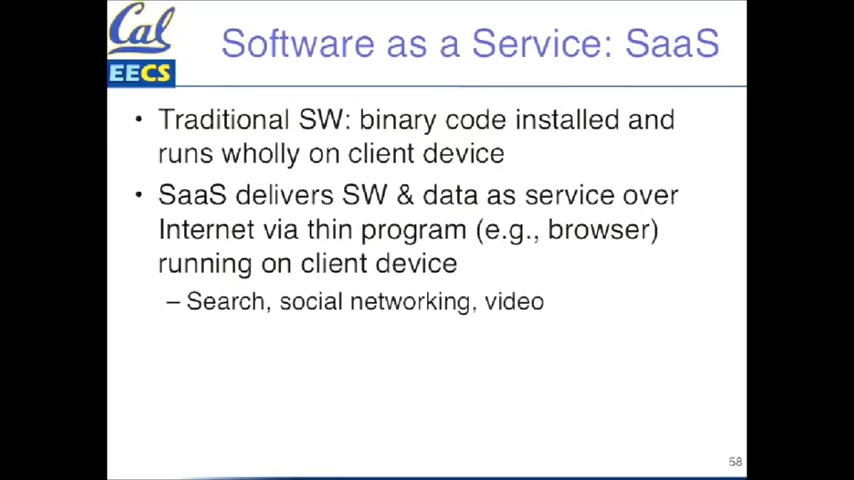 Cal
EECS
Software as a Service: SaaS
• Traditional SW: binary code installed and
runs wholly on client device
• SaaS delivers SW & data as service over
Internet via thin program (e.g., browser)
running on client device
– Search, social networking, video
58